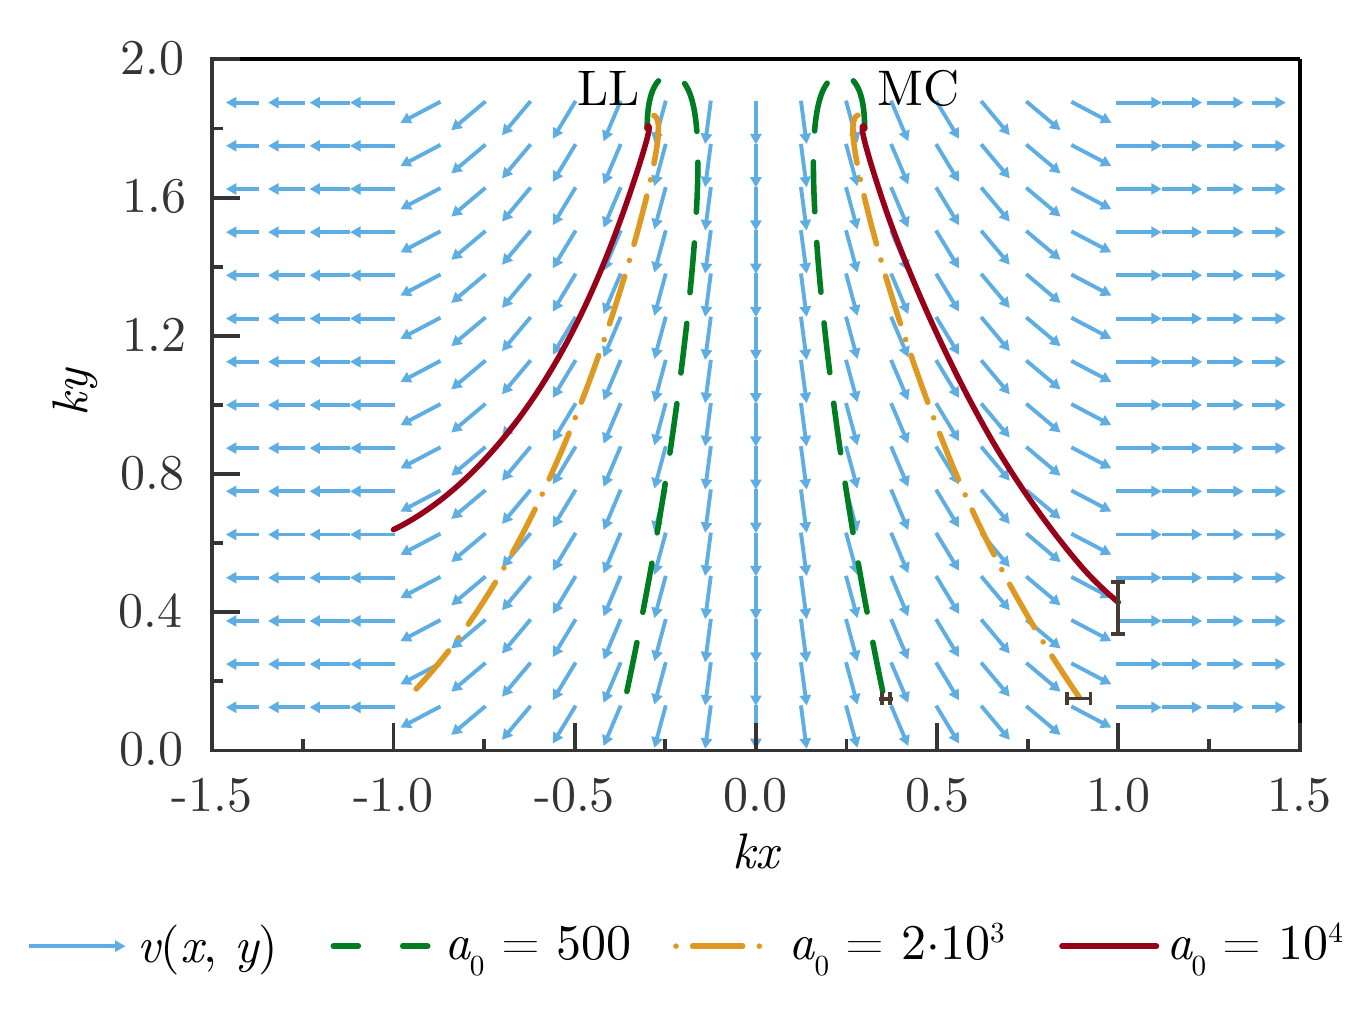 2.0
LL MC
1.6
1.2
ky
0.8
0.4
0.0
-1.5 -1.0 -0.5 0.0 0.5 1.0 1.5
kx
v(x, y) a₀ = 500 a₀ = 2·10³ a₀ = 10⁴